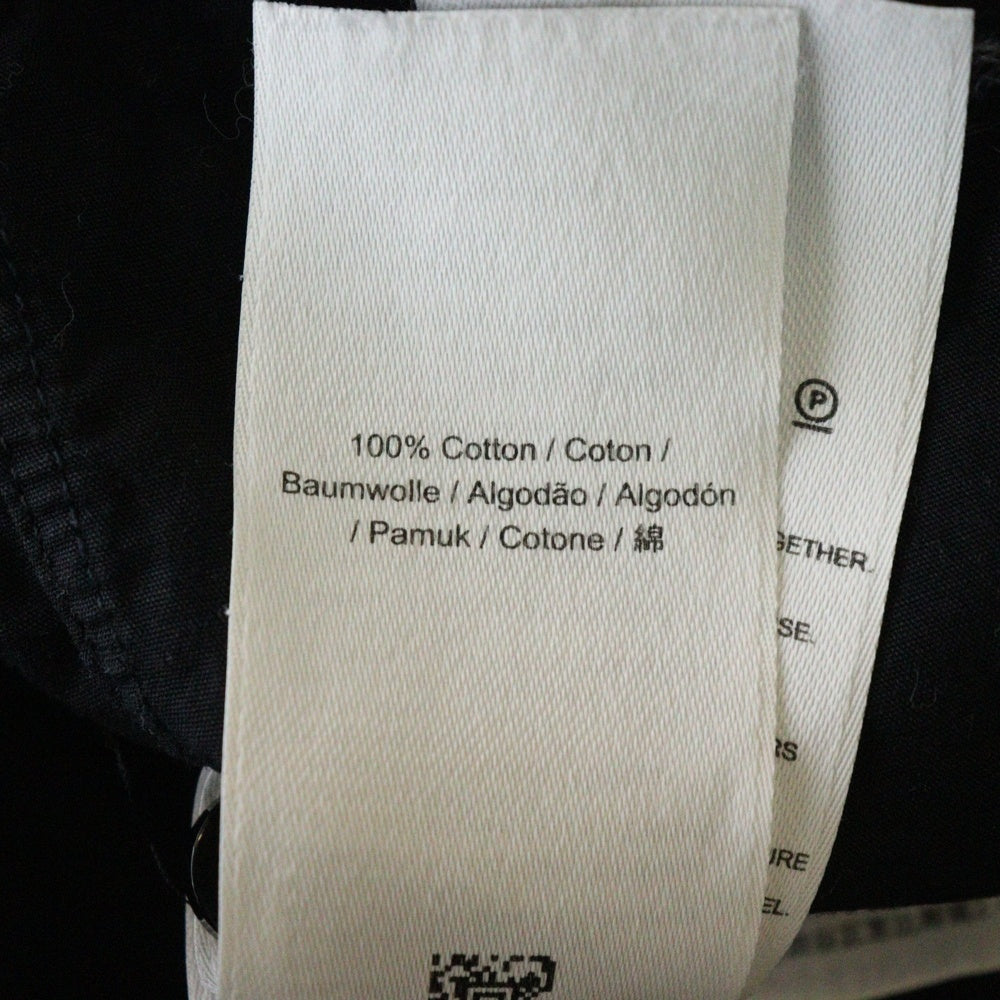 100% Cotton / Coton /
Baumwolle / Algodão / Algodón
/ Pamuk / Cotone / 綿
P
GETHER.
SE.
RS
URE
EL.